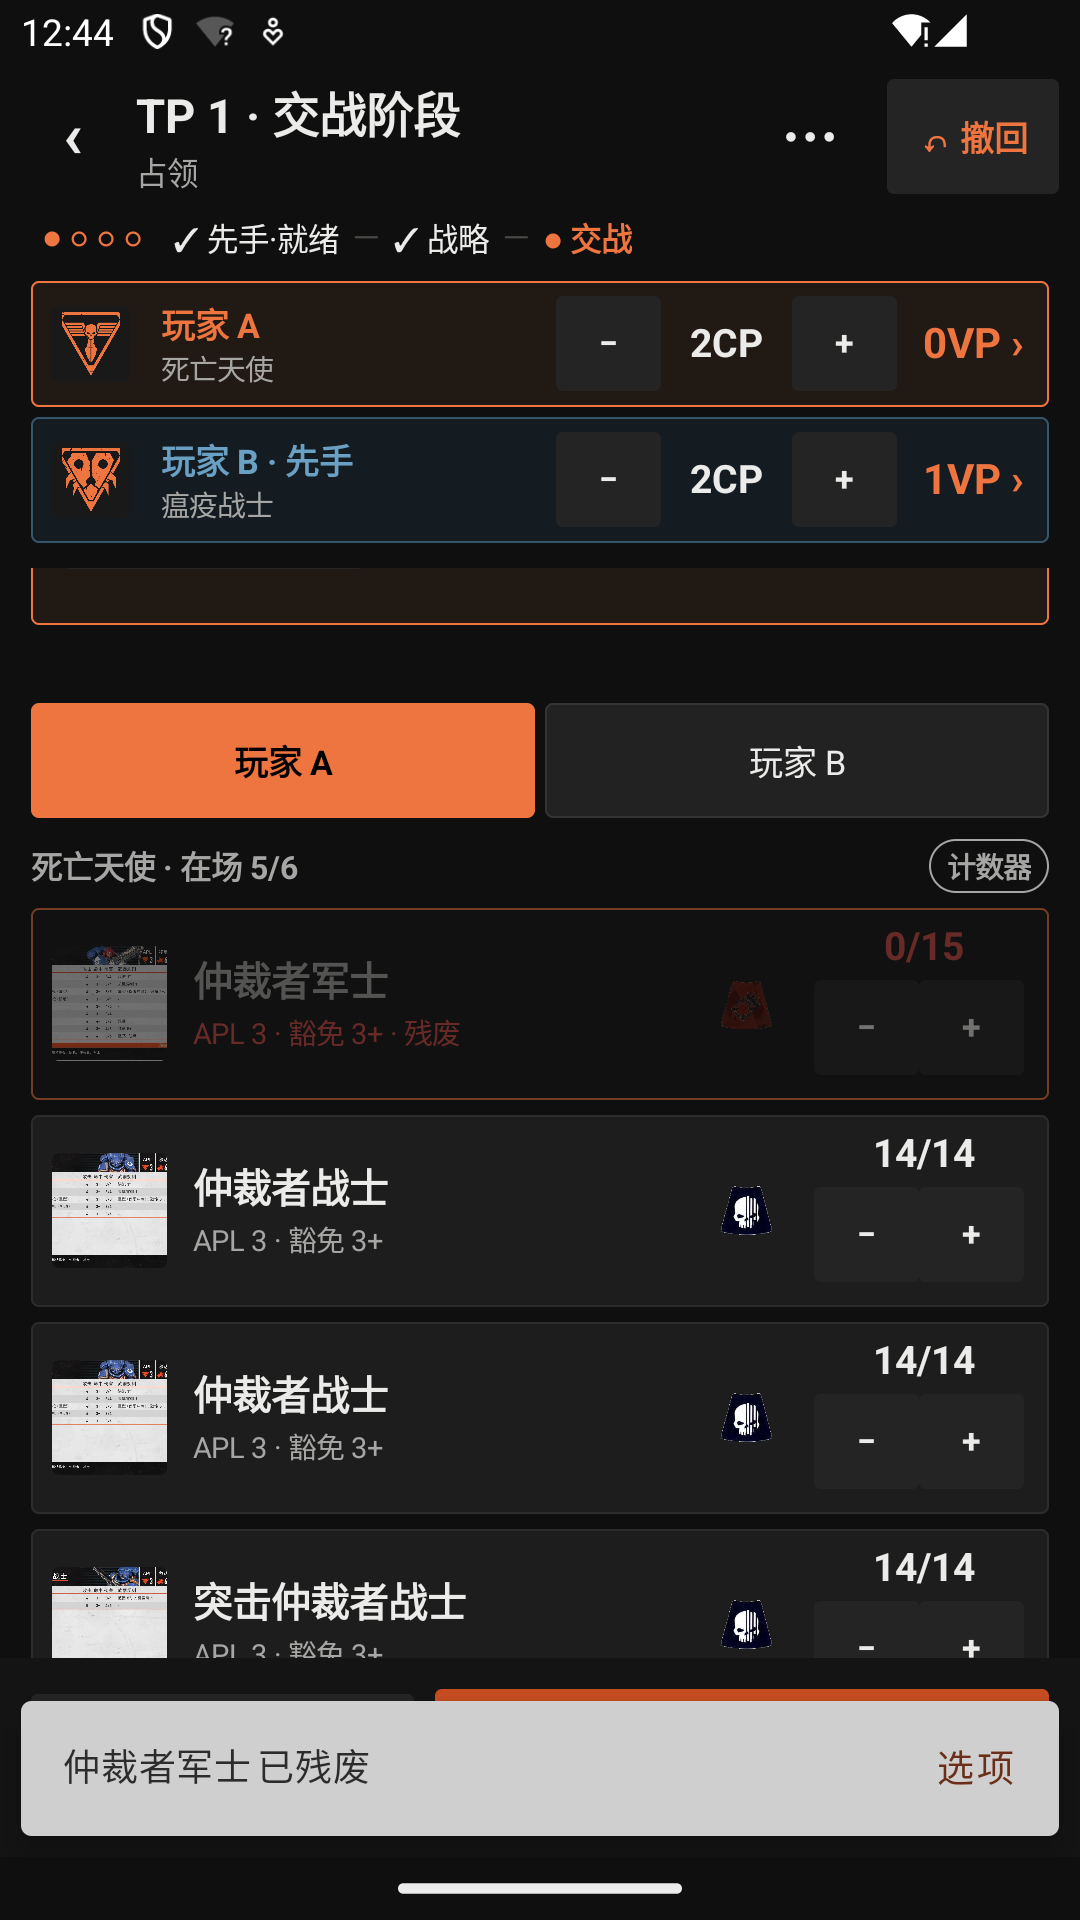 12:44
TP 1 · 交战阶段
占领
撤回
✓ 先手·就绪 — ✓ 战略 — ● 交战
玩家 A
死亡天使
− 2CP + 0VP ›
玩家 B · 先手
瘟疫战士
− 2CP + 1VP ›
玩家 A
玩家 B
死亡天使 · 在场 5/6
计数器
仲裁者军士
APL 3 · 豁免 3+ · 残废
0/15
− +
仲裁者战士
APL 3 · 豁免 3+
14/14
− +
仲裁者战士
APL 3 · 豁免 3+
14/14
− +
突击仲裁者战士
APL 3 · 豁免 3+
14/14
− +
仲裁者军士 已残废
选项